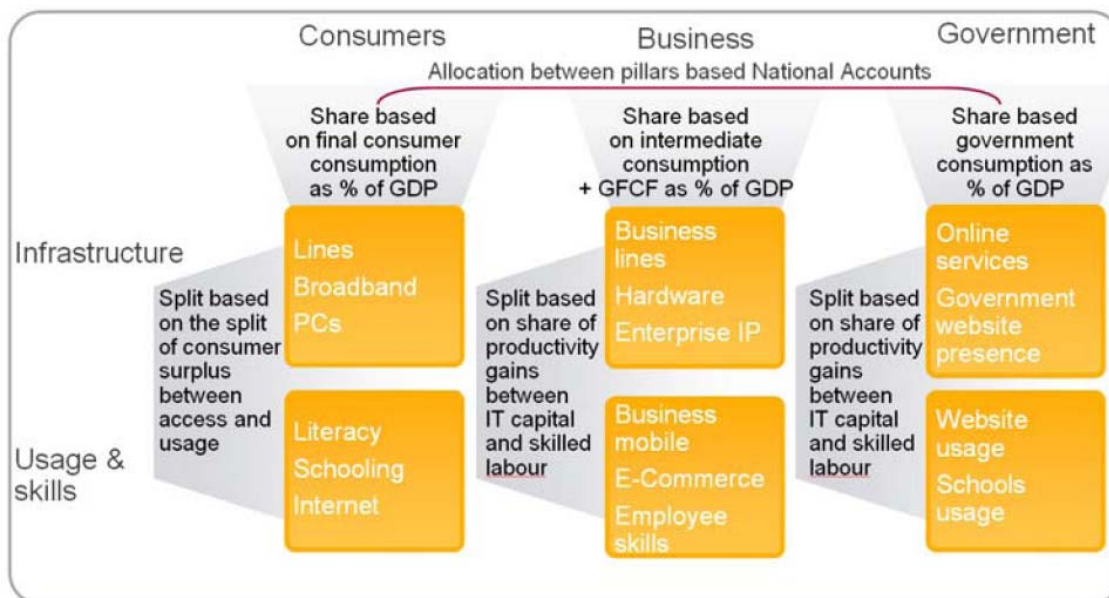 Consumers
Business
Government
Allocation between pillars based National Accounts
Share based
on final consumer
consumption
as % of GDP
Share based
on intermediate
consumption
+ GFCF as % of GDP
Share based
government
consumption as
% of GDP
Infrastructure
Lines
Broadband
PCs
Business
lines
Hardware
Enterprise IP
Online
services
Government
website
presence
Split based
on the split
of consumer
surplus
between
access and
usage
Split based
on share of
productivity
gains
between
IT capital
and skilled
labour
Split based
on share of
productivity
gains
between
IT capital
and skilled
labour
Usage &
skills
Literacy
Schooling
Internet
Business
mobile
E-Commerce
Employee
skills
Website
usage
Schools
usage